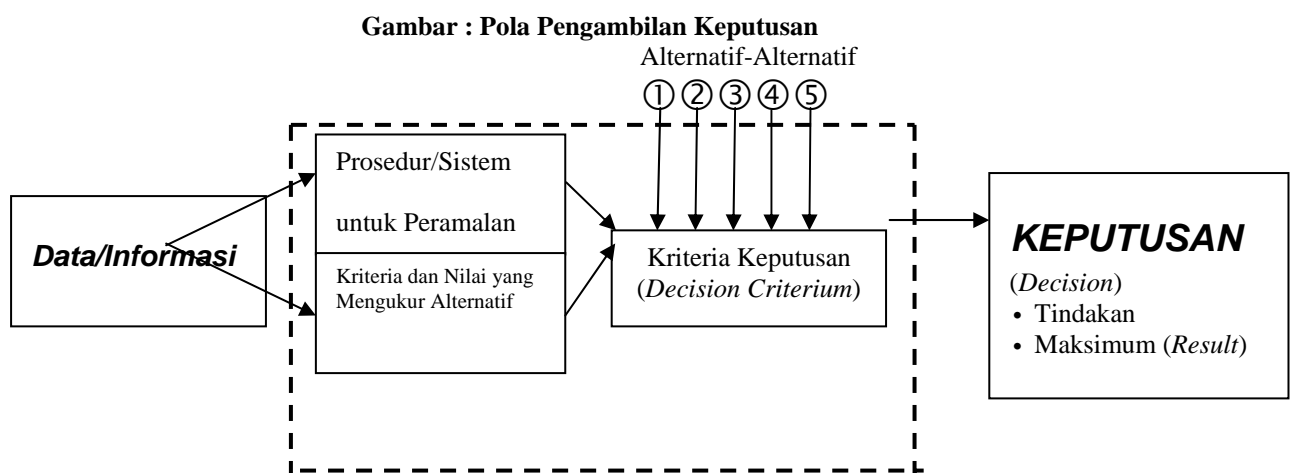 Gambar : Pola Pengambilan Keputusan
Alternatif-Alternatif
① ② ③ ④ ⑤
Data/Informasi
Prosedur/Sistem
untuk Peramalan
Kriteria dan Nilai yang
Mengukur Alternatif
Kriteria Keputusan
(Decision Criterium)
KEPUTUSAN
(Decision)
• Tindakan
• Maksimum (Result)